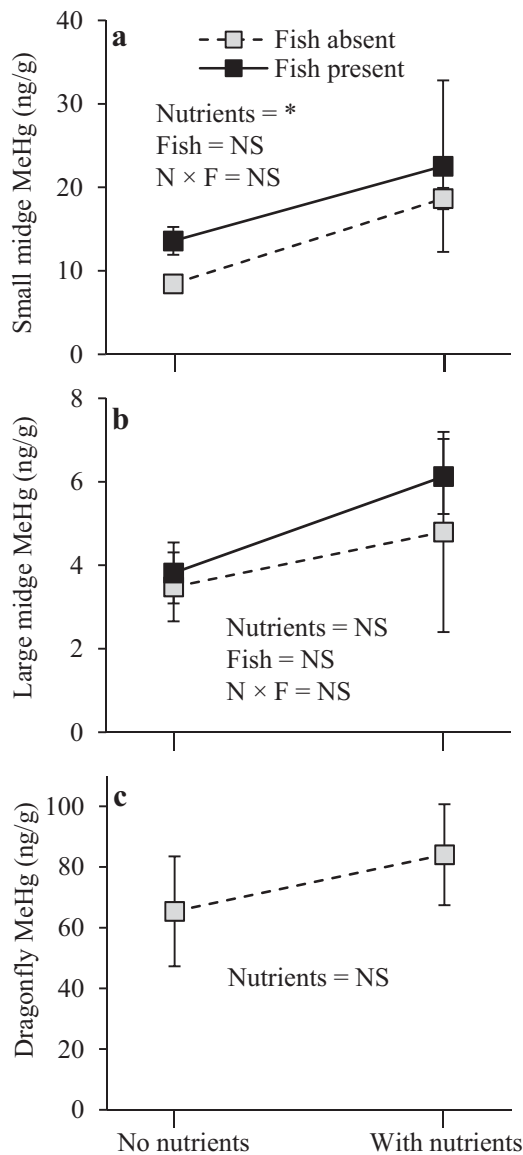 a
Fish absent
Fish present
Nutrients = *
Fish = NS
N × F = NS
Small midge MeHg (ng/g)
40
30
20
10
0
b
Nutrients = NS
Fish = NS
N × F = NS
Large midge MeHg (ng/g)
8
6
4
2
0
c
Nutrients = NS
Dragonfly MeHg (ng/g)
100
80
60
40
20
0
No nutrients
With nutrients